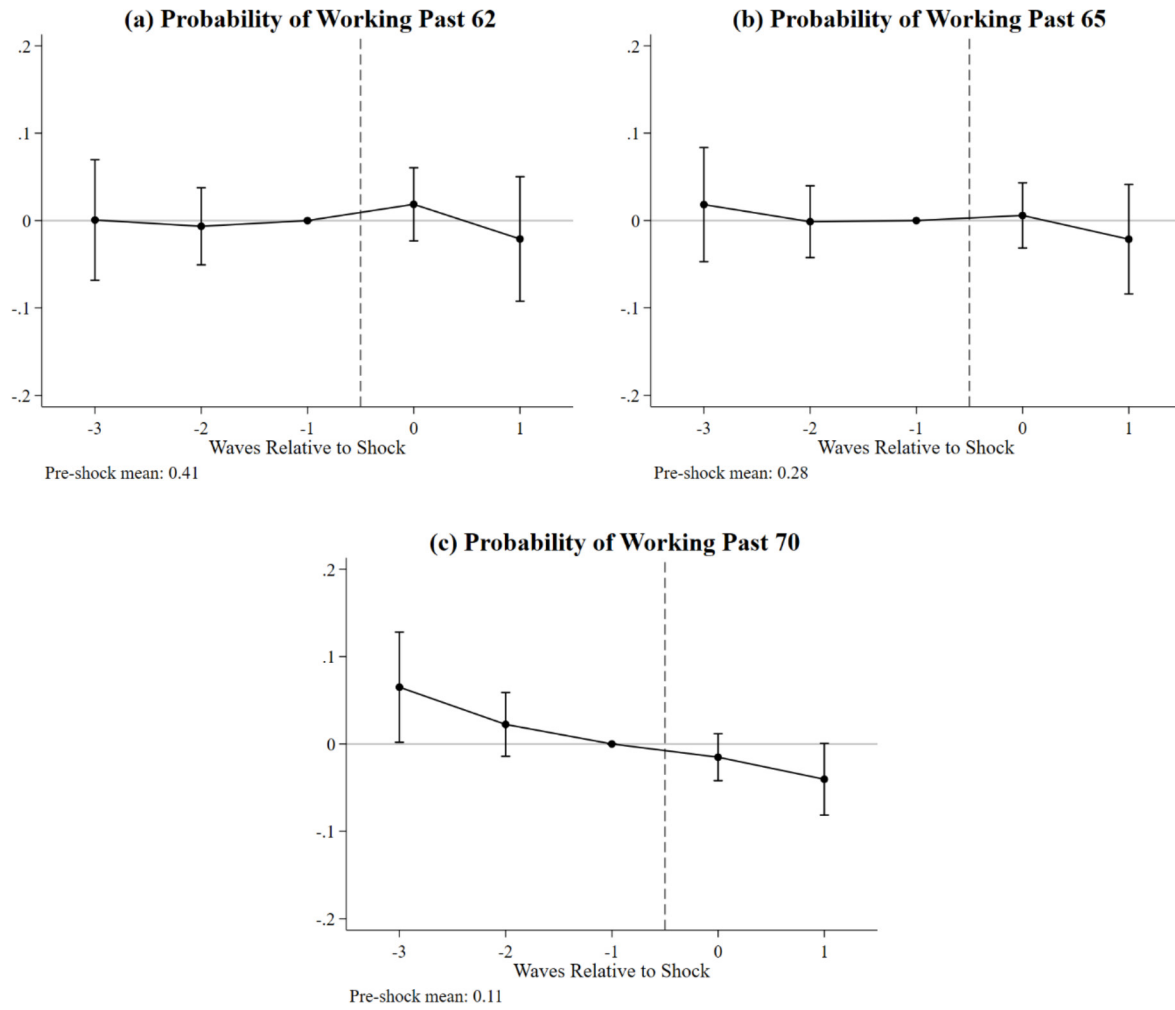 (a) Probability of Working Past 62
.2
.1
0
-.1
-.2
-3 -2 -1 0 1
Waves Relative to Shock
Pre-shock mean: 0.41
(b) Probability of Working Past 65
.2
.1
0
-.1
-.2
-3 -2 -1 0 1
Waves Relative to Shock
Pre-shock mean: 0.28
(c) Probability of Working Past 70
.2
.1
0
-.1
-.2
-3 -2 -1 0 1
Waves Relative to Shock
Pre-shock mean: 0.11